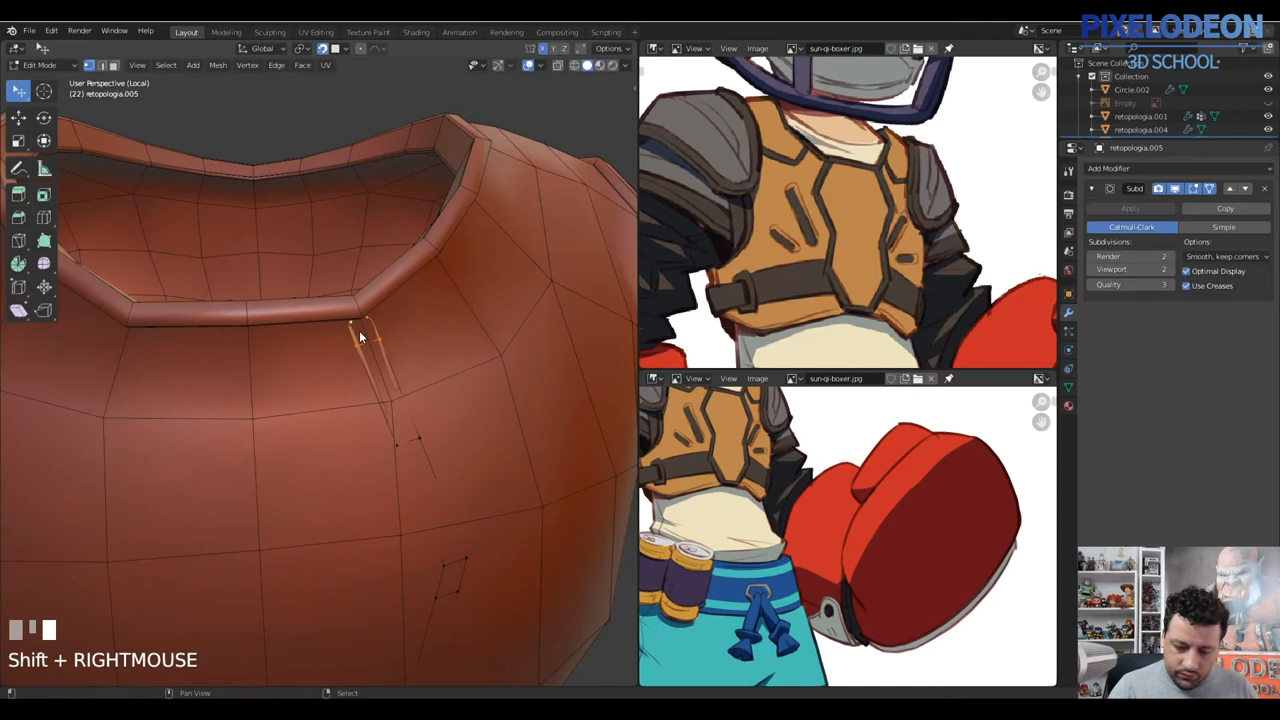 PIXELODEON
3D SCHOOL
File Edit Render Window Help
Layout Modeling Sculpting UV Editing Texture Paint Shading Animation Rendering Compositing Scripting +
Scene
Global
X Y Z Options
View Image sun-qi-boxer.jpg
Edit Mode View Select Add Mesh Vertex Edge Face UV
Scene Collection
Collection
Circle.002
Empty
retopologia.001
retopologia.004
User Perspective (Local)
(22) retopologia.005
retopologia.005
Add Modifier
Subd
Apply Copy
Catmull-Clark Simple
Subdivisions: Options:
Render 2 Smooth, keep corners
Viewport 2 Optimal Display
Quality 3 Use Creases
View Image sun-qi-boxer.jpg
Shift + RIGHTMOUSE
Pan View Select